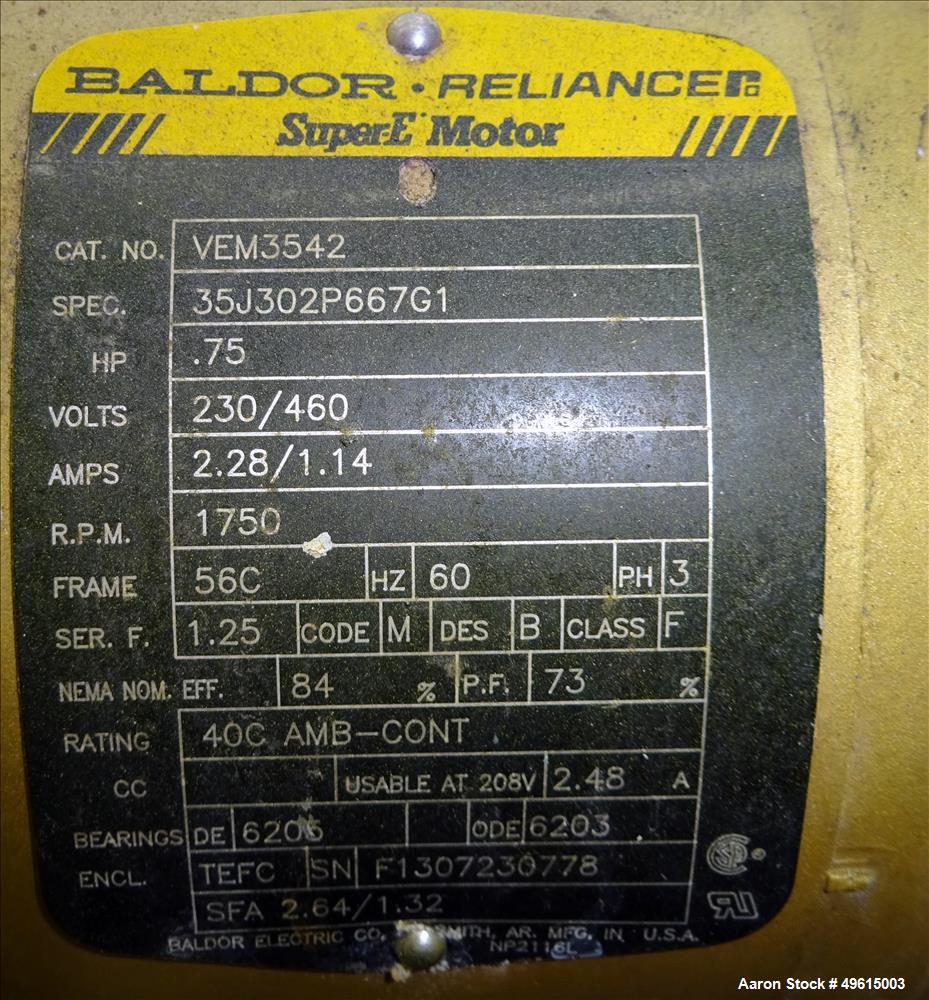 BALDOR · RELIANCE
Super-E Motor
CAT. NO. VEM3542
SPEC. 35J302P667G1
HP .75
VOLTS 230/460
AMPS 2.28/1.14
R.P.M. 1750
FRAME 56C HZ 60 PH 3
SER. F. 1.25 CODE M DES B CLASS F
NEMA NOM. EFF. 84 % P.F. 73 %
RATING 40C AMB-CONT
CC USABLE AT 208V 2.48 A
BEARINGS DE 6205 ODE 6203
ENCL. TEFC SN F1307230778
SFA 2.64/1.32
BALDOR ELECTRIC CO. AR. MFG. IN U.S.A.
NP2116L
Aaron Stock # 49615003